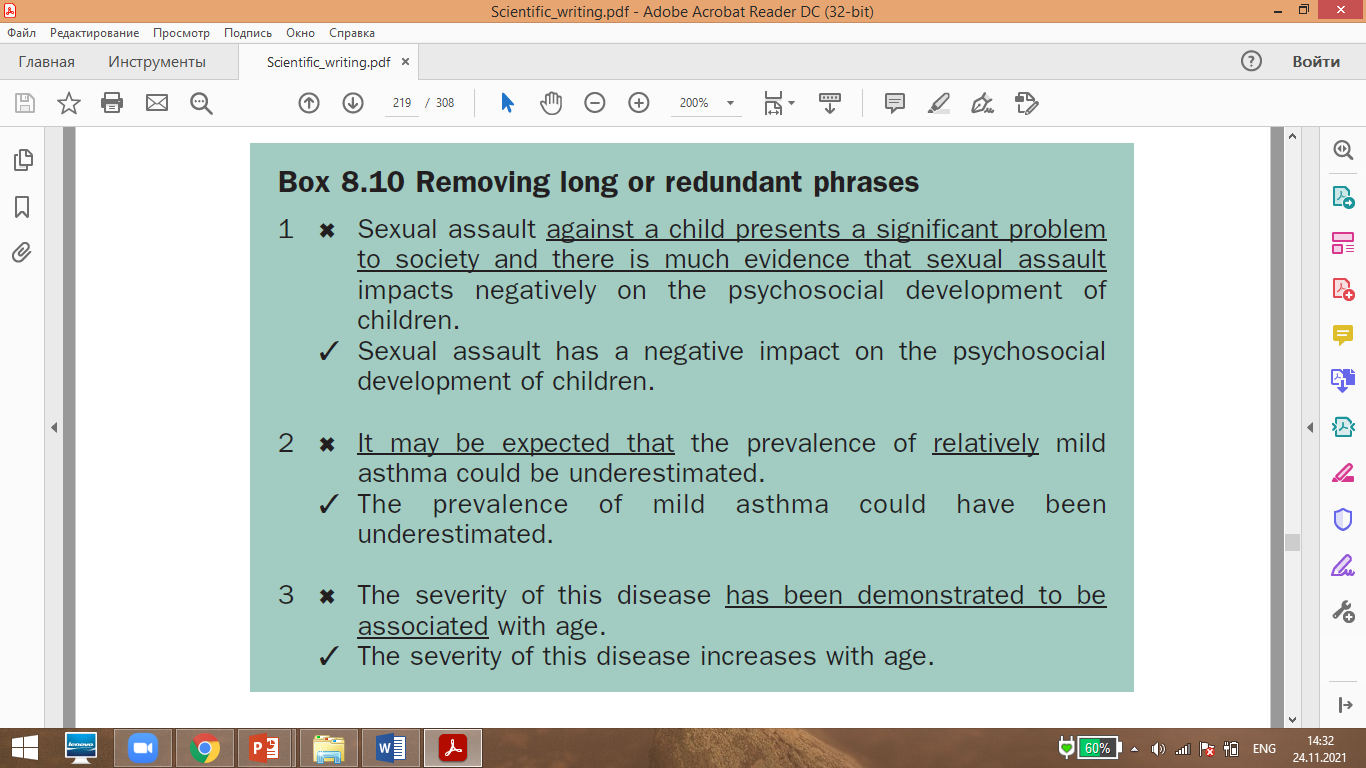 Scientific_writing.pdf - Adobe Acrobat Reader DC (32-bit)
Файл Редактирование Просмотр Подпись Окно Справка
Главная Инструменты Scientific_writing.pdf × Войти
219 / 308 200%
Box 8.10 Removing long or redundant phrases
1 ✖ Sexual assault against a child presents a significant problem
to society and there is much evidence that sexual assault
impacts negatively on the psychosocial development of
children.
✓ Sexual assault has a negative impact on the psychosocial
development of children.
2 ✖ It may be expected that the prevalence of relatively mild
asthma could be underestimated.
✓ The prevalence of mild asthma could have been
underestimated.
3 ✖ The severity of this disease has been demonstrated to be
associated with age.
✓ The severity of this disease increases with age.
60% ENG 14:32
24.11.2021
lenovo